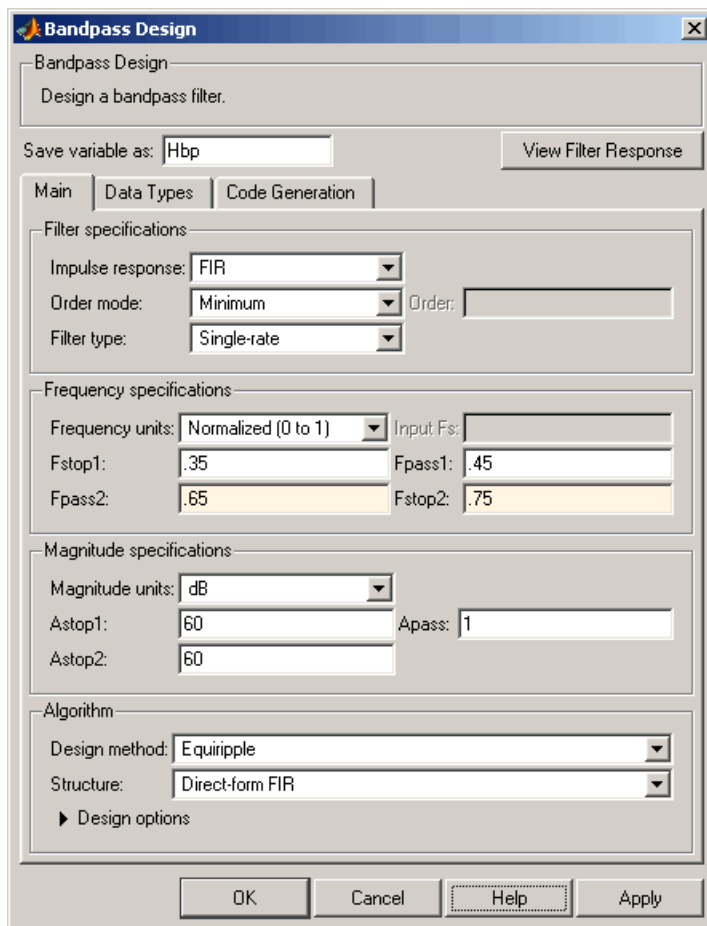 Bandpass Design
Bandpass Design
Design a bandpass filter.
Save variable as: Hbp View Filter Response
Main Data Types Code Generation
Filter specifications
Impulse response: FIR
Order mode: Minimum Order:
Filter type: Single-rate
Frequency specifications
Frequency units: Normalized (0 to 1) Input Fs:
Fstop1: .35 Fpass1: .45
Fpass2: .65 Fstop2: .75
Magnitude specifications
Magnitude units: dB
Astop1: 60 Apass: 1
Astop2: 60
Algorithm
Design method: Equiripple
Structure: Direct-form FIR
Design options
OK Cancel Help Apply